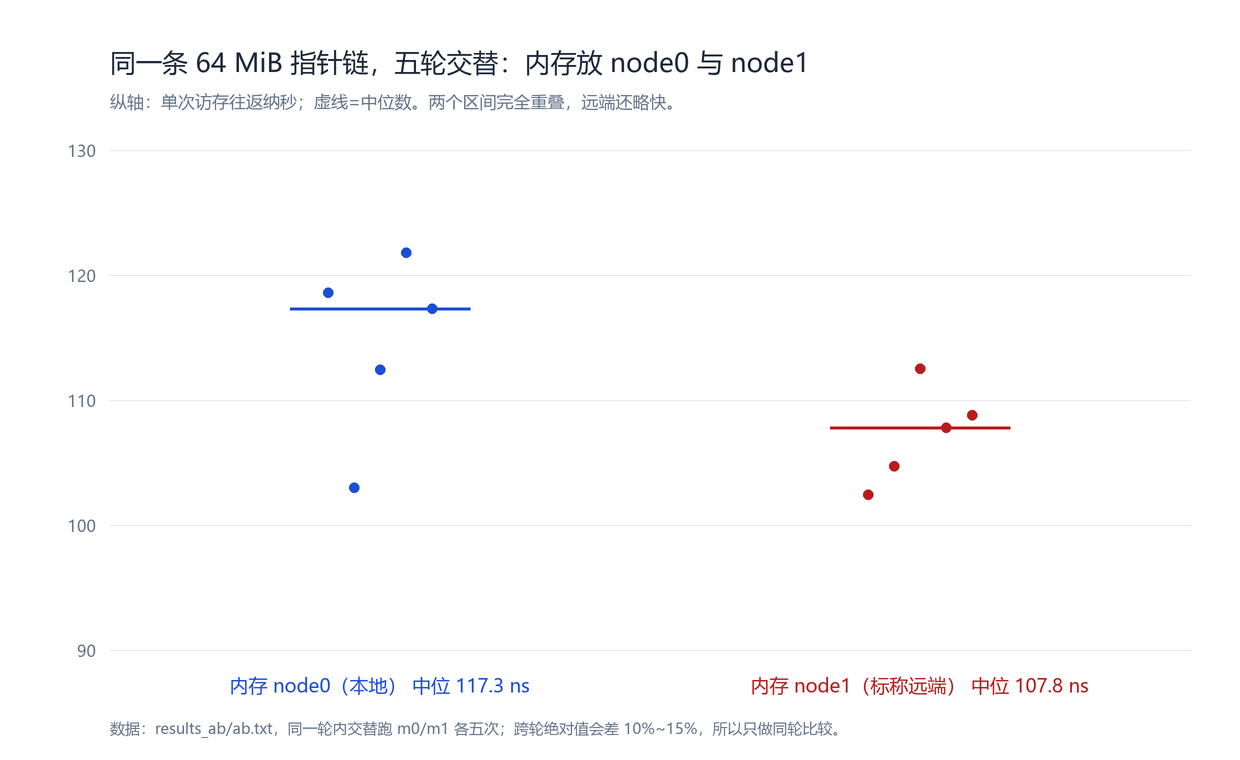 同一条 64 MiB 指针链，五轮交替：内存放 node0 与 node1
纵轴：单次访存往返纳秒；虚线=中位数。两个区间完全重叠，远端还略快。
130
120
110
100
90
内存 node0（本地） 中位 117.3 ns
内存 node1（标称远端） 中位 107.8 ns
数据：results_ab/ab.txt，同一轮内交替跑 m0/m1 各五次；跨轮绝对值会差 10%~15%，所以只做同轮比较。